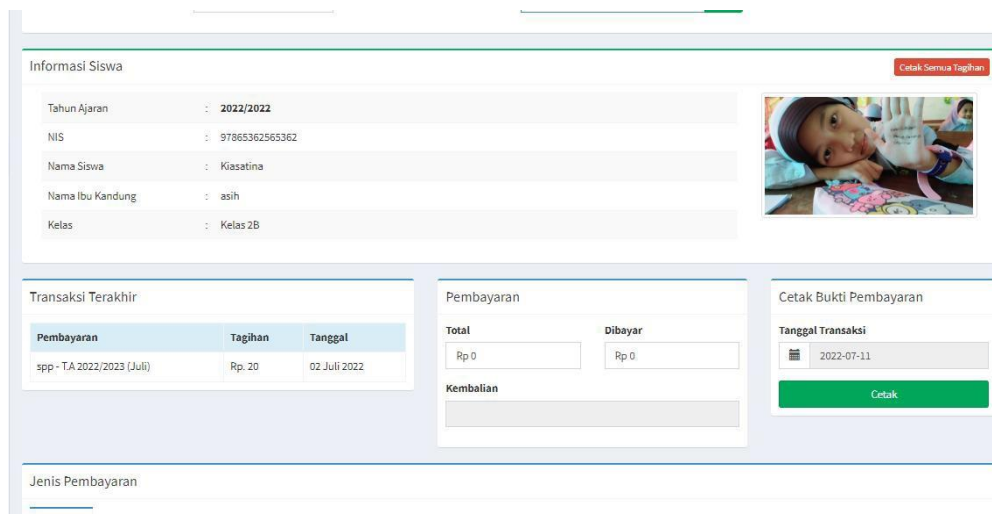 Informasi Siswa
Cetak Semua Tagihan
Tahun Ajaran : 2022/2022
NIS : 97865362565362
Nama Siswa : Kiasatina
Nama Ibu Kandung : asih
Kelas : Kelas 2B
Transaksi Terakhir
Pembayaran Tagihan Tanggal
spp - T.A 2022/2023 (Juli) Rp. 20 02 Juli 2022
Pembayaran
Total Dibayar
Rp 0 Rp 0
Kembalian
Cetak Bukti Pembayaran
Tanggal Transaksi
2022-07-11
Cetak
Jenis Pembayaran